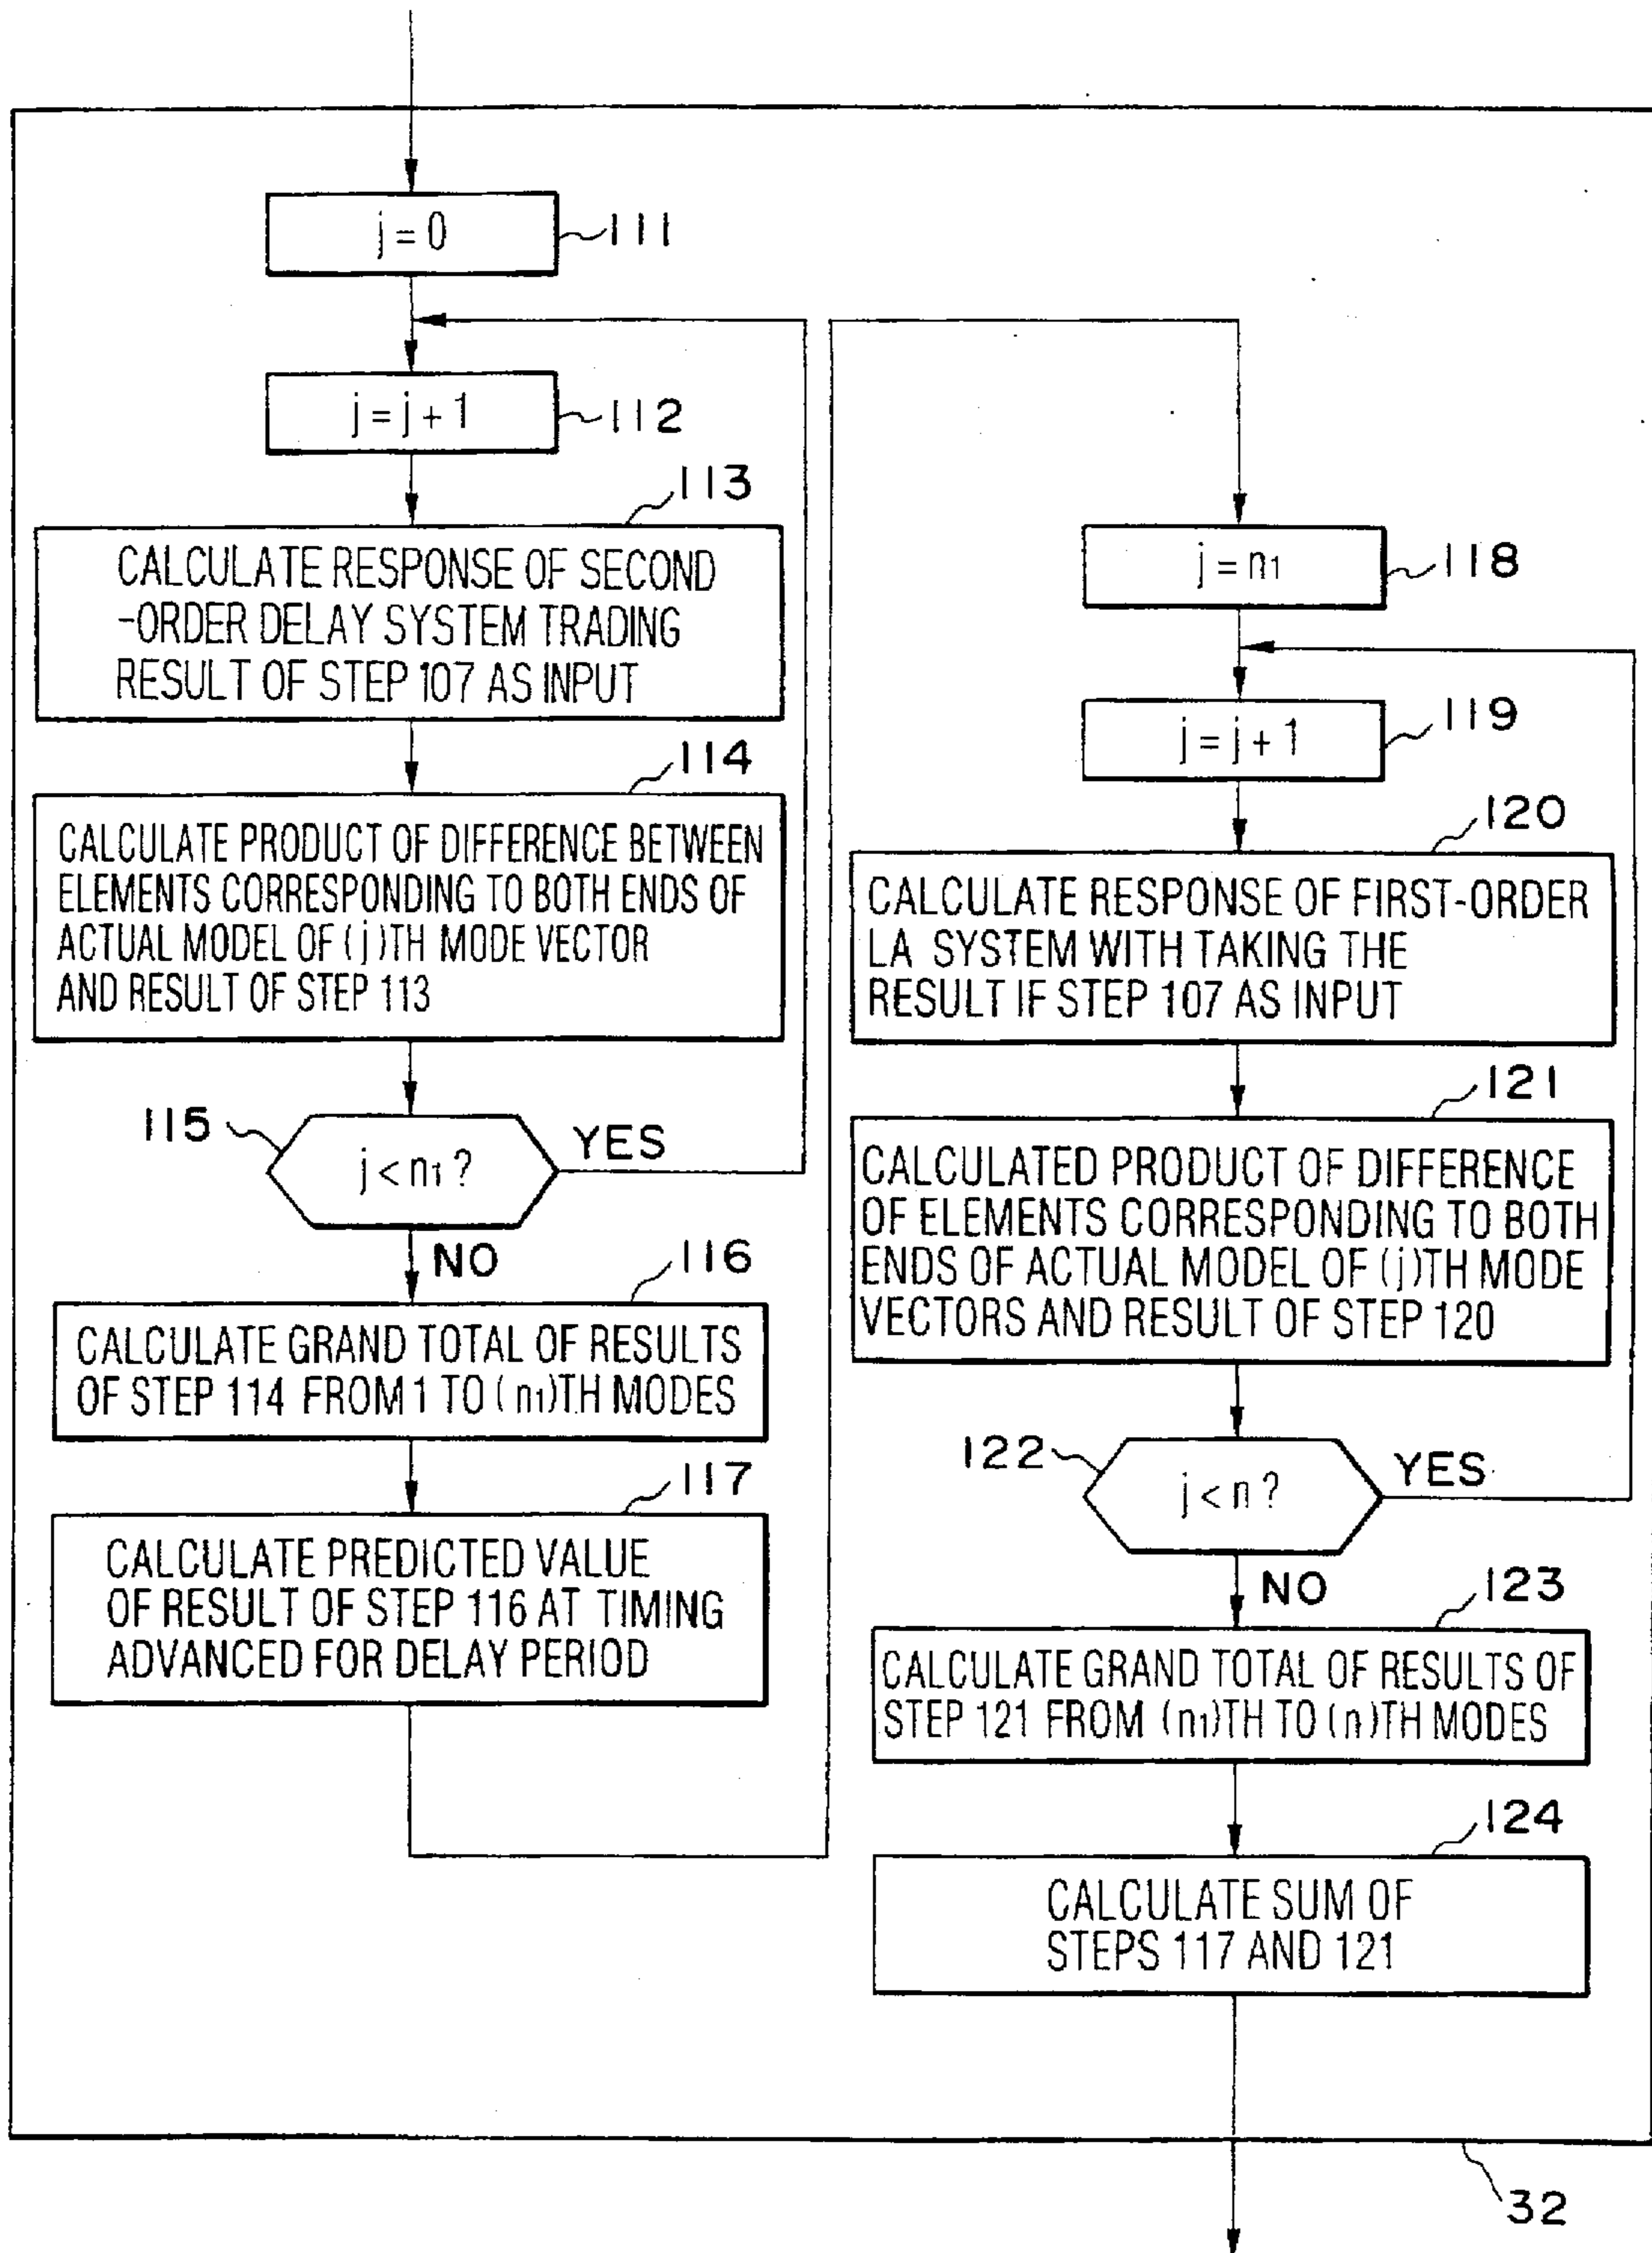 j = 0
111
j = j + 1
112
113
CALCULATE RESPONSE OF SECOND
-ORDER DELAY SYSTEM TRADING
RESULT OF STEP 107 AS INPUT
114
CALCULATE PRODUCT OF DIFFERENCE BETWEEN
ELEMENTS CORRESPONDING TO BOTH ENDS OF
ACTUAL MODEL OF (j)TH MODE VECTOR
AND RESULT OF STEP 113
115
j < n1 ?
YES
NO
116
CALCULATE GRAND TOTAL OF RESULTS
OF STEP 114 FROM 1 TO (n1)TH MODES
117
CALCULATE PREDICTED VALUE
OF RESULT OF STEP 116 AT TIMING
ADVANCED FOR DELAY PERIOD
j = n1
118
j = j + 1
119
120
CALCULATE RESPONSE OF FIRST-ORDER
LA SYSTEM WITH TAKING THE
RESULT IF STEP 107 AS INPUT
121
CALCULATED PRODUCT OF DIFFERENCE
OF ELEMENTS CORRESPONDING TO BOTH
ENDS OF ACTUAL MODEL OF (j)TH MODE
VECTORS AND RESULT OF STEP 120
122
j < n ?
YES
NO
123
CALCULATE GRAND TOTAL OF RESULTS OF
STEP 121 FROM (n1)TH TO (n)TH MODES
124
CALCULATE SUM OF
STEPS 117 AND 121
32